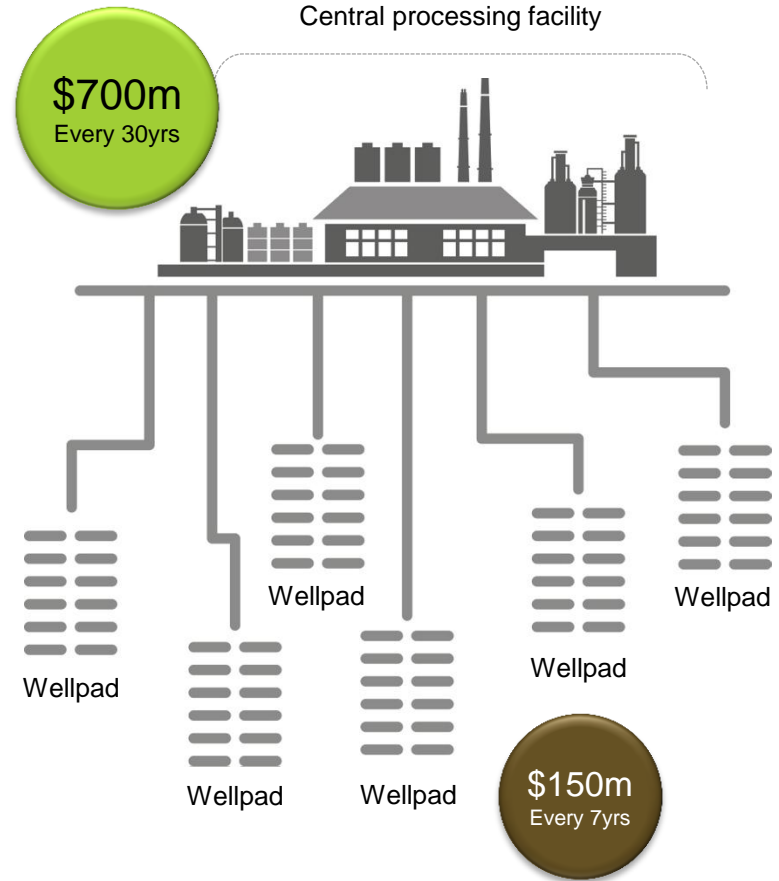 Central processing facility
$700m
Every 30yrs
Wellpad
Wellpad
Wellpad
Wellpad
Wellpad
Wellpad
$150m
Every 7yrs